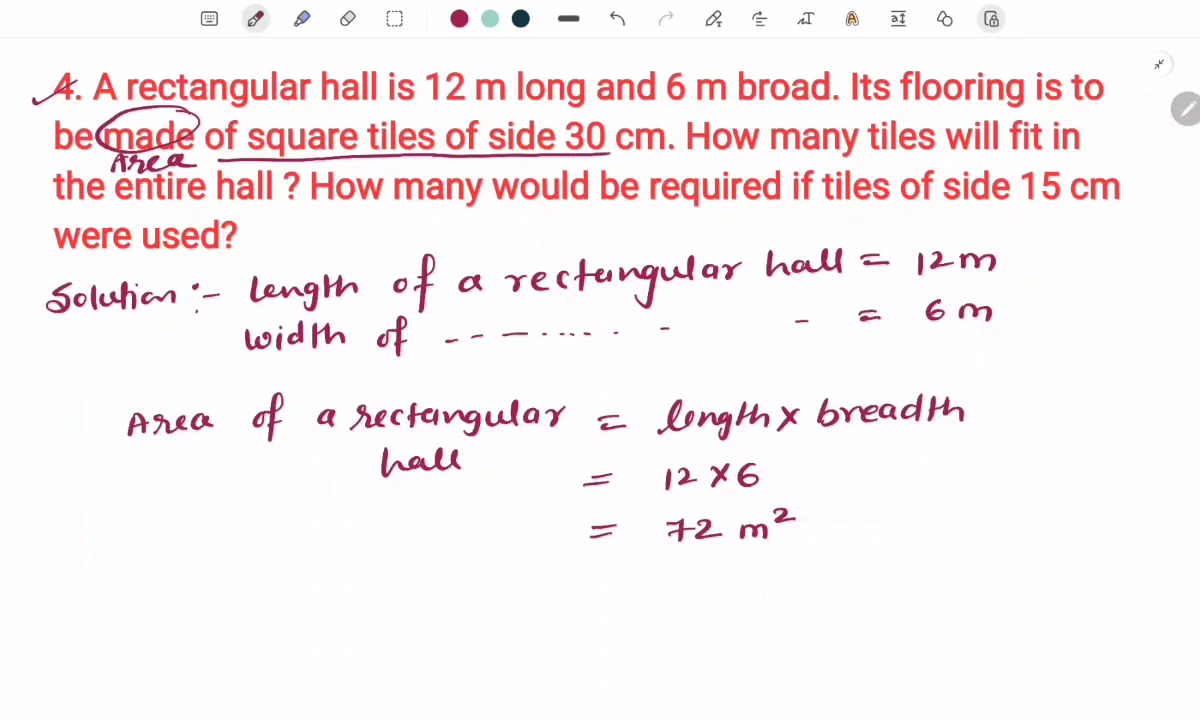 4. A rectangular hall is 12 m long and 6 m broad. Its flooring is to
be made of square tiles of side 30 cm. How many tiles will fit in
Area
the entire hall ? How many would be required if tiles of side 15 cm
were used?
Solution :- length of a rectangular hall = 12m
width of - - - - ..... - - = 6 m
Area of a rectangular = length x breadth
hall
= 12 x 6
= 72 m²